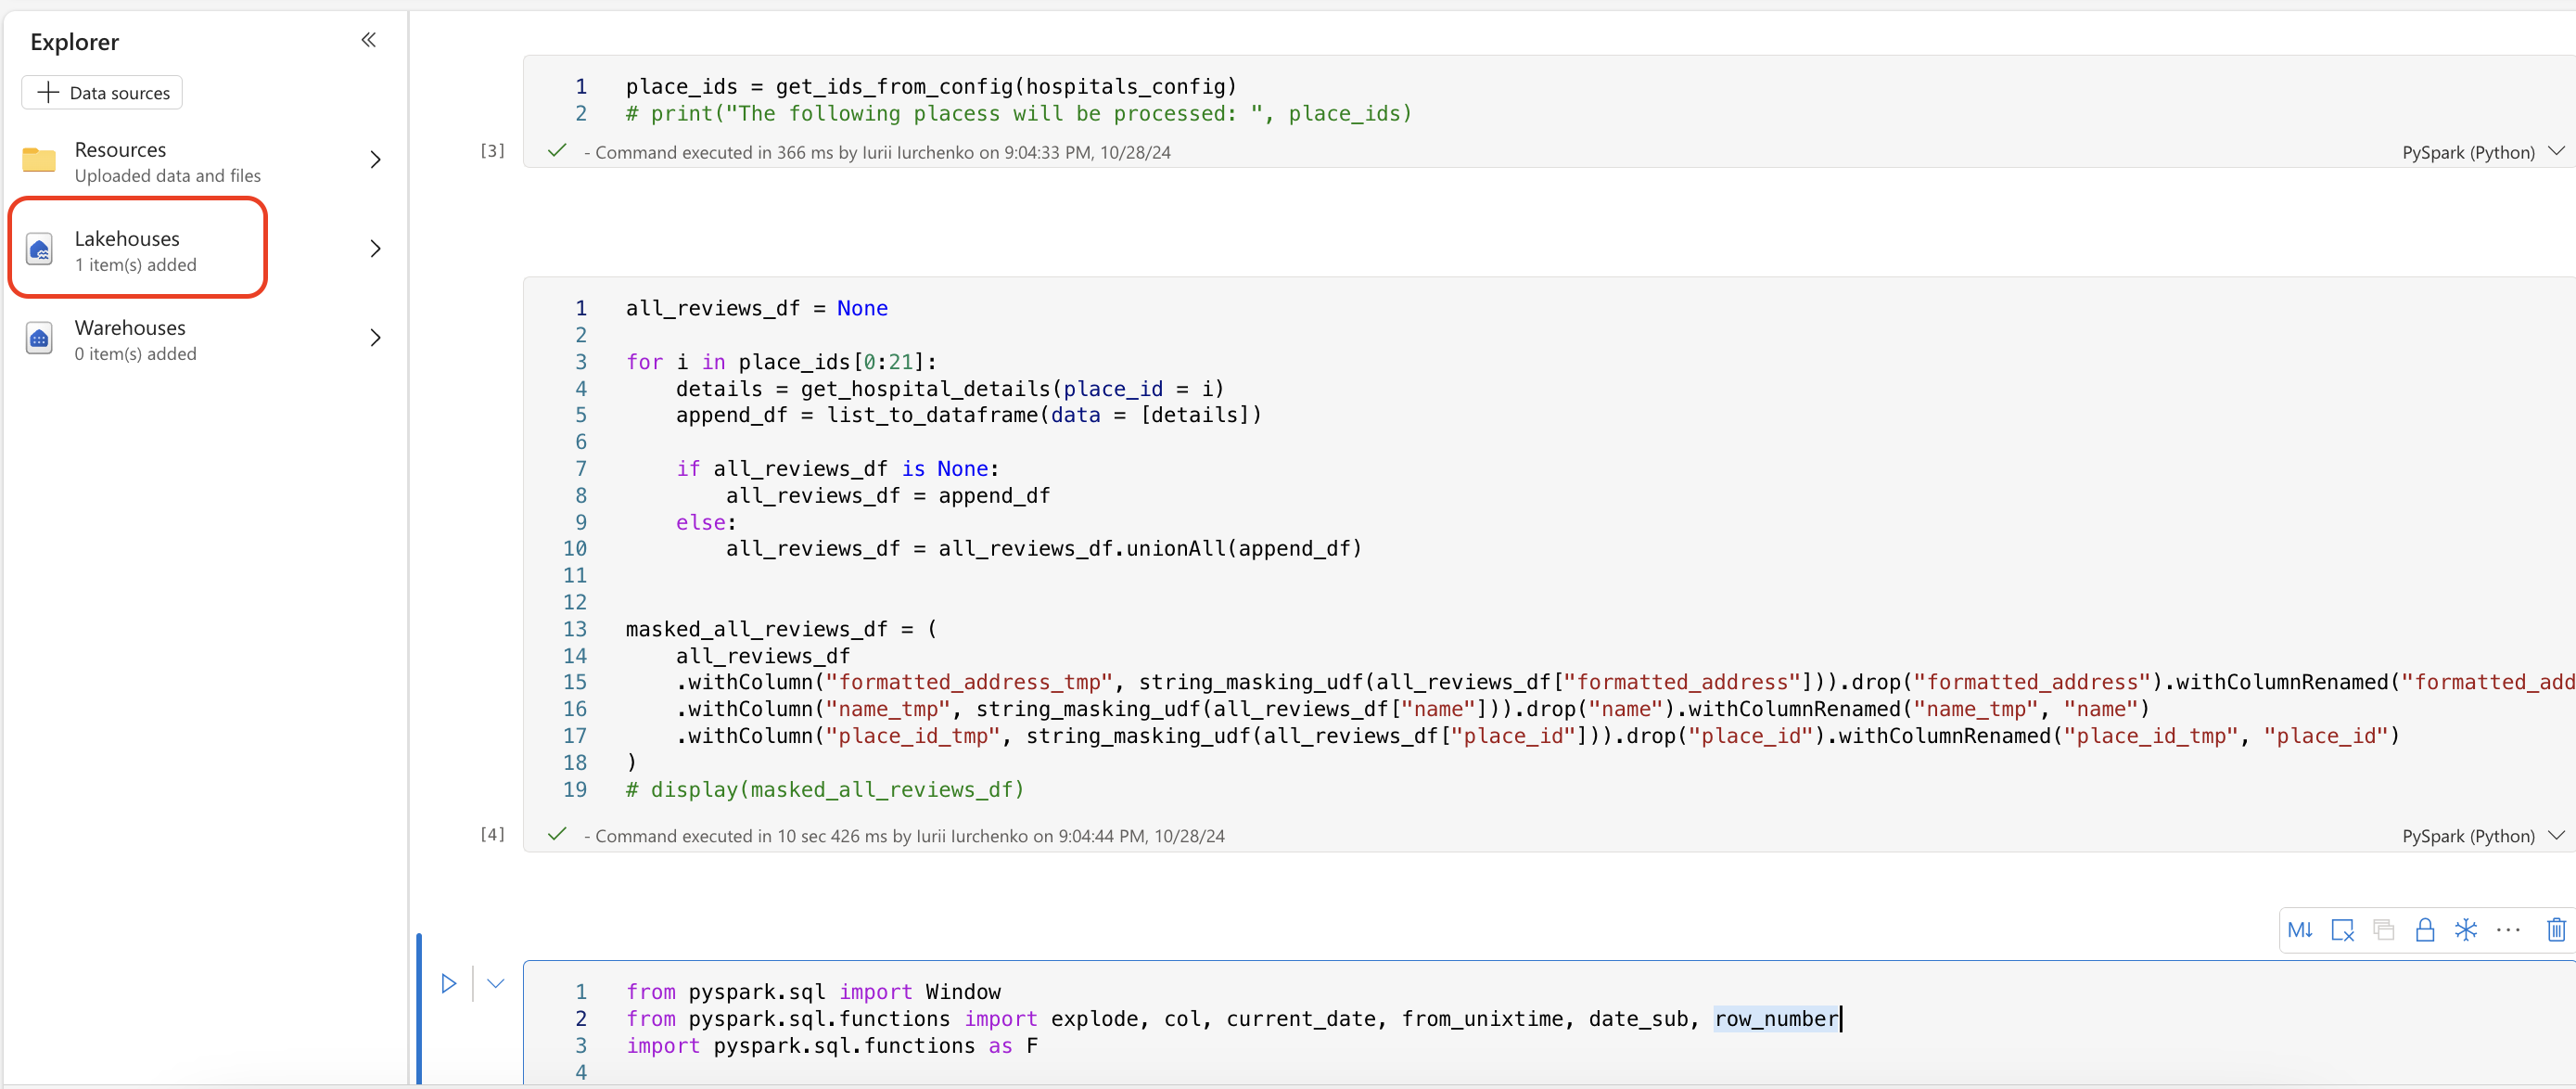 Explorer
Data sources
Resources
Uploaded data and files
Lakehouses
1 item(s) added
Warehouses
0 item(s) added
1 place_ids = get_ids_from_config(hospitals_config)
2 # print("The following placess will be processed: ", place_ids)
[3] - Command executed in 366 ms by Iurii Iurchenko on 9:04:33 PM, 10/28/24 PySpark (Python)
1 all_reviews_df = None
2
3 for i in place_ids[0:21]:
4     details = get_hospital_details(place_id = i)
5     append_df = list_to_dataframe(data = [details])
6
7     if all_reviews_df is None:
8         all_reviews_df = append_df
9     else:
10         all_reviews_df = all_reviews_df.unionAll(append_df)
11
12
13 masked_all_reviews_df = (
14     all_reviews_df
15     .withColumn("formatted_address_tmp", string_masking_udf(all_reviews_df["formatted_address"])).drop("formatted_address").withColumnRenamed("formatted_add
16     .withColumn("name_tmp", string_masking_udf(all_reviews_df["name"])).drop("name").withColumnRenamed("name_tmp", "name")
17     .withColumn("place_id_tmp", string_masking_udf(all_reviews_df["place_id"])).drop("place_id").withColumnRenamed("place_id_tmp", "place_id")
18 )
19 # display(masked_all_reviews_df)
[4] - Command executed in 10 sec 426 ms by Iurii Iurchenko on 9:04:44 PM, 10/28/24 PySpark (Python)
M↓
1 from pyspark.sql import Window
2 from pyspark.sql.functions import explode, col, current_date, from_unixtime, date_sub, row_number
3 import pyspark.sql.functions as F
4